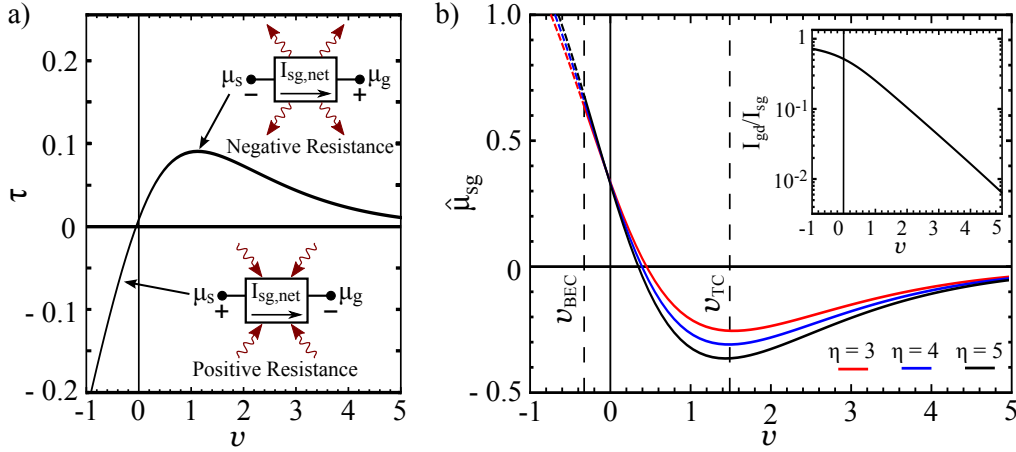 a)
0.2
0.1
0
- 0.1
- 0.2
τ
-1 0 1 2 3 4 5
υ
μs
I sg,net
μg
− +
Negative Resistance
μs
I sg,net
μg
+ −
Positive Resistance
b)
1.0
0.5
0
-0.5
μ̂sg
-1 0 1 2 3 4 5
υ
υBEC
υTC
η = 3 η = 4 η = 5
1
10⁻¹
10⁻²
Igd/Isg
-1 0 1 2 3 4 5
υ